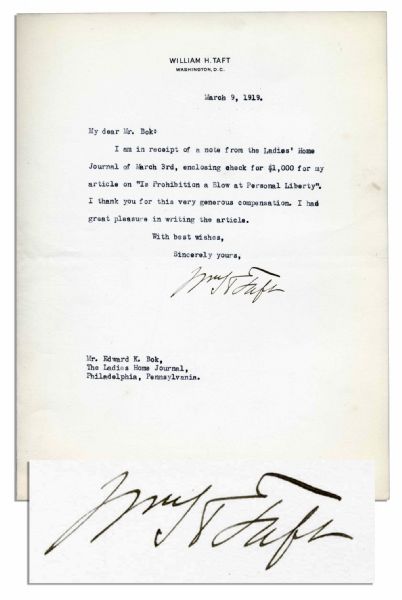 WILLIAM H. TAFT
WASHINGTON, D.C.
March 9, 1919.
My dear Mr. Bok:
I am in receipt of a note from the Ladies' Home
Journal of March 3rd, enclosing check for $1,000 for my
article on "Is Prohibition a Blow at Personal Liberty".
I thank you for this very generous compensation. I had
great pleasure in writing the article.
With best wishes,
Sincerely yours,
Wm H Taft
Mr. Edward K. Bok,
The Ladies Home Journal,
Philadelphia, Pennsylvania.
Wm H Taft